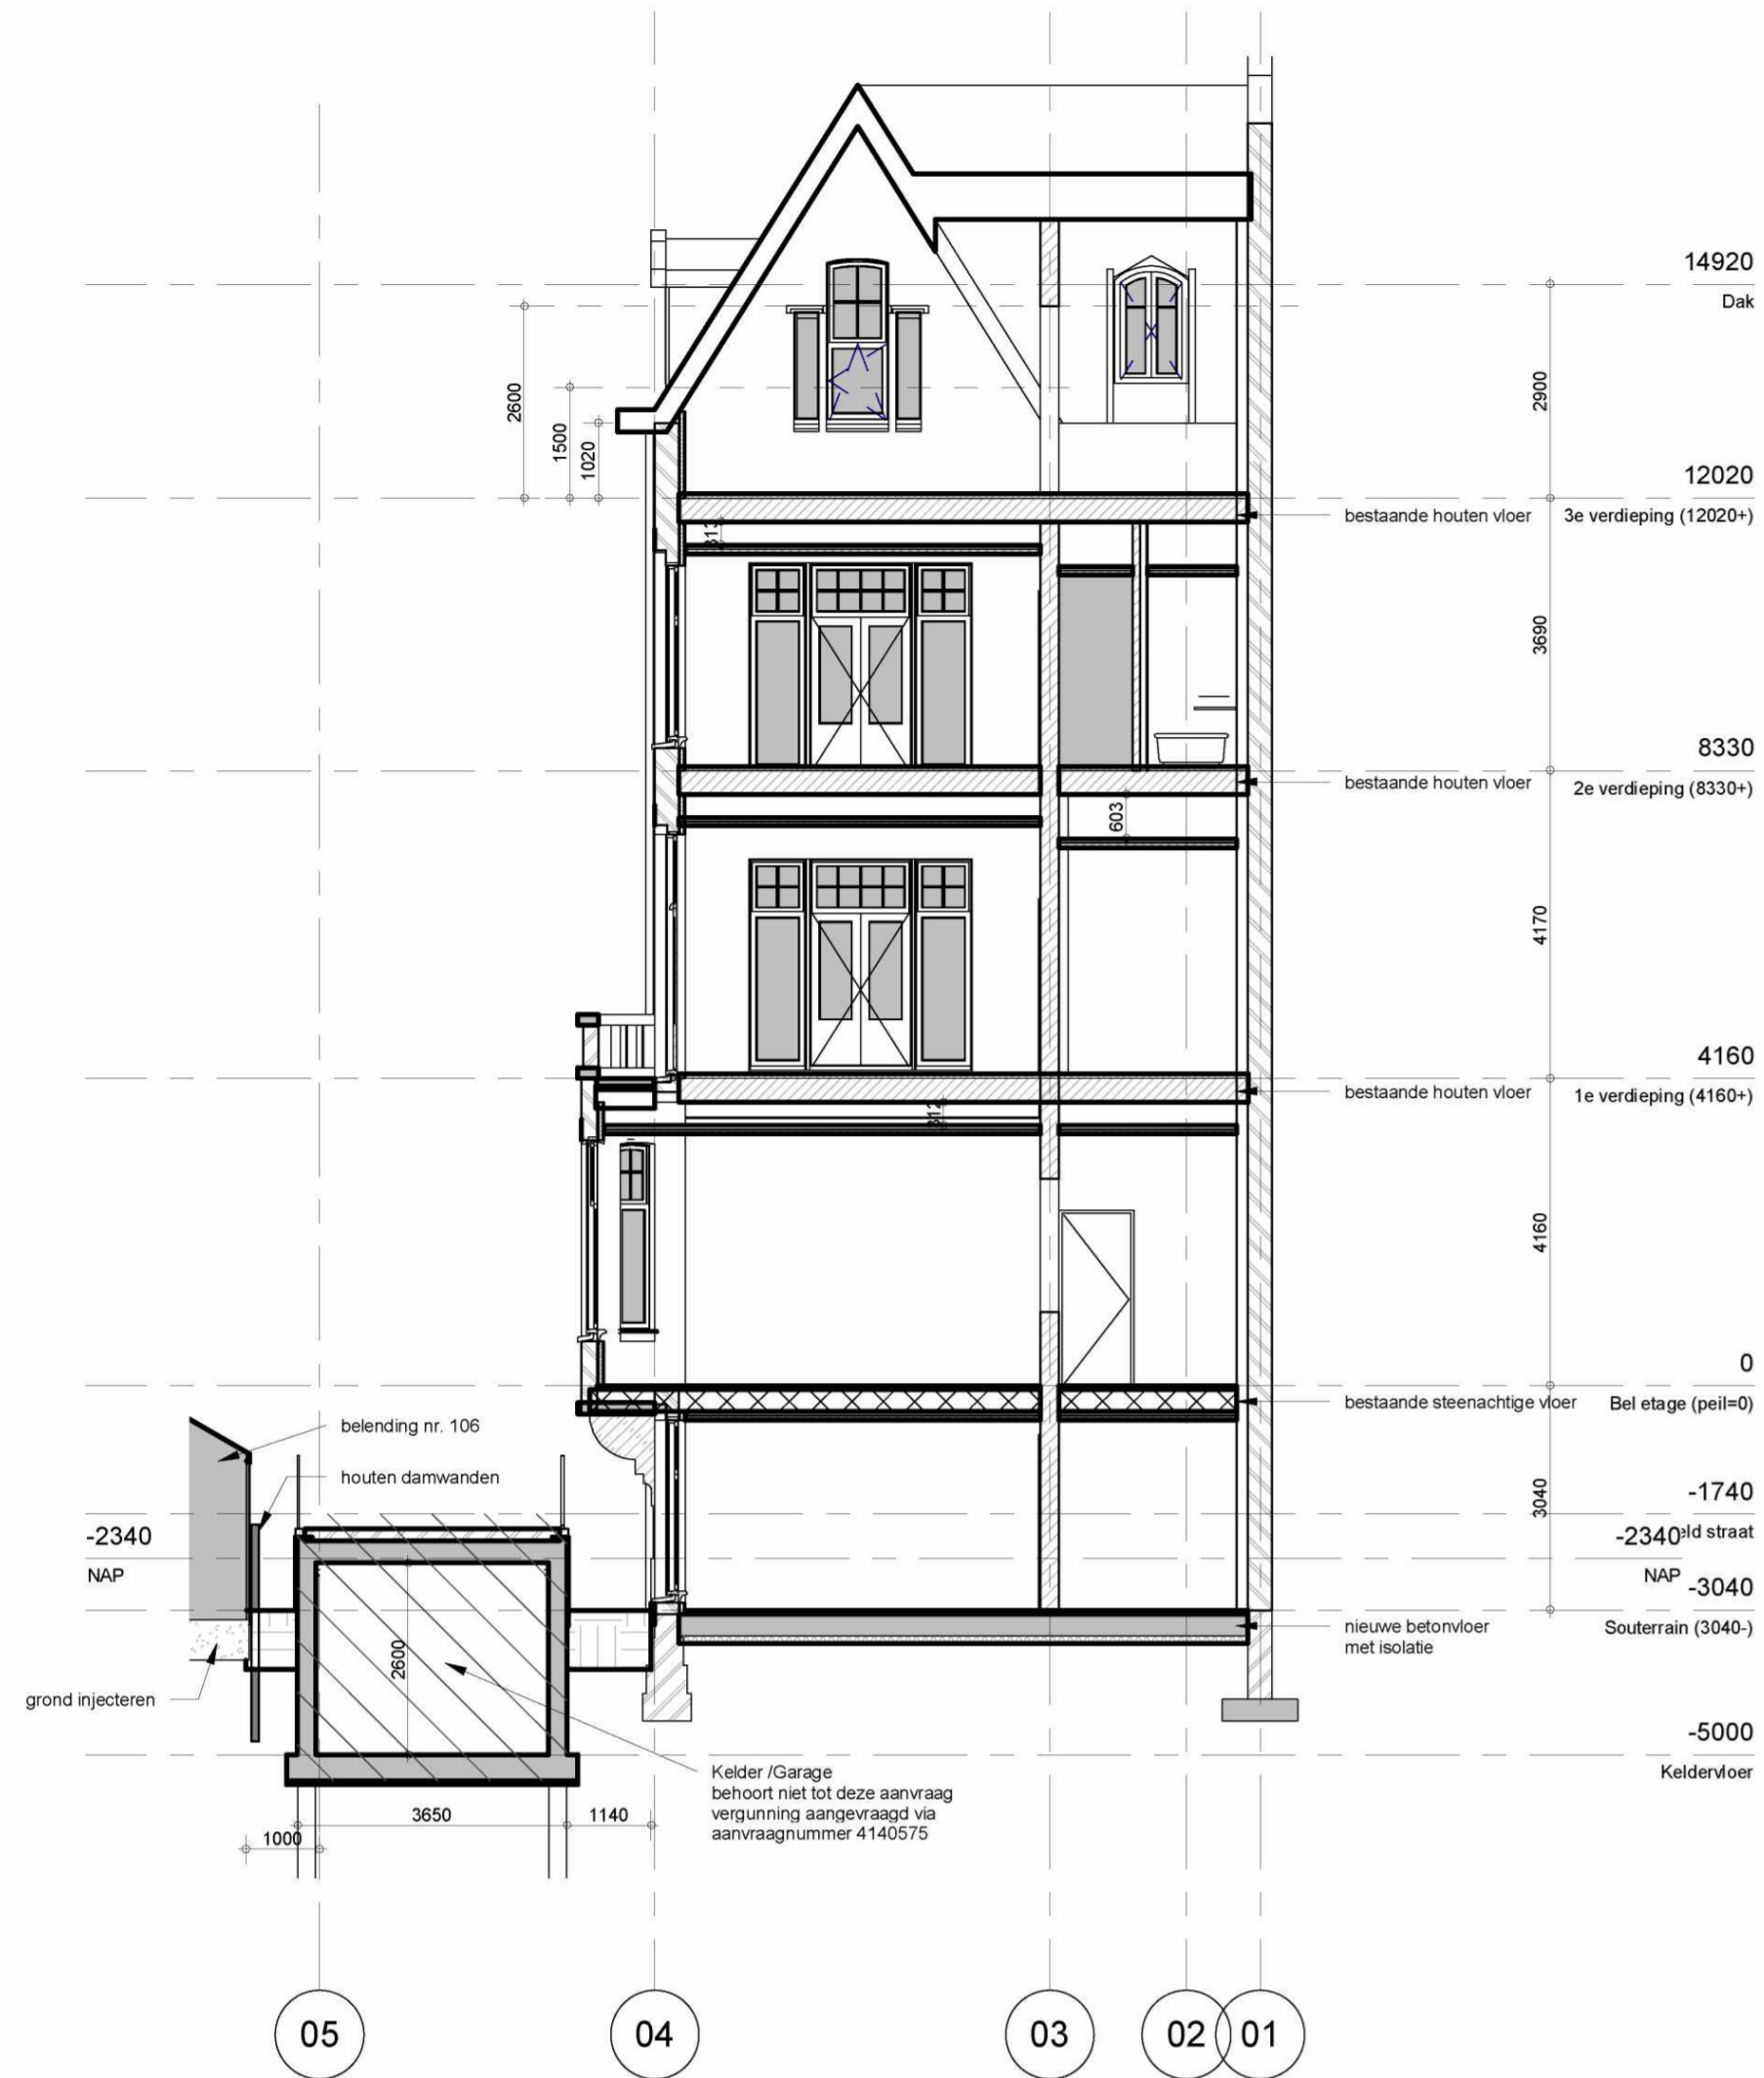 14920
Dak
2900
2600
1500
1020
12020
bestaande houten vloer
3e verdieping (12020+)
313
3690
8330
bestaande houten vloer
2e verdieping (8330+)
603
4170
4160
bestaande houten vloer
1e verdieping (4160+)
312
4160
0
bestaande steenachtige vloer
Bel etage (peil=0)
belending nr. 106
houten damwanden
3040
-1740
-2340
NAP
-2340
eld straat
NAP
-3040
nieuwe betonvloer
met isolatie
Souterrain (3040-)
2600
grond injecteren
-5000
Keldervloer
Kelder /Garage
behoort niet tot deze aanvraag
vergunning aangevraagd via
aanvraagnummer 4140575
3650
1140
1000
05
04
03
02
01